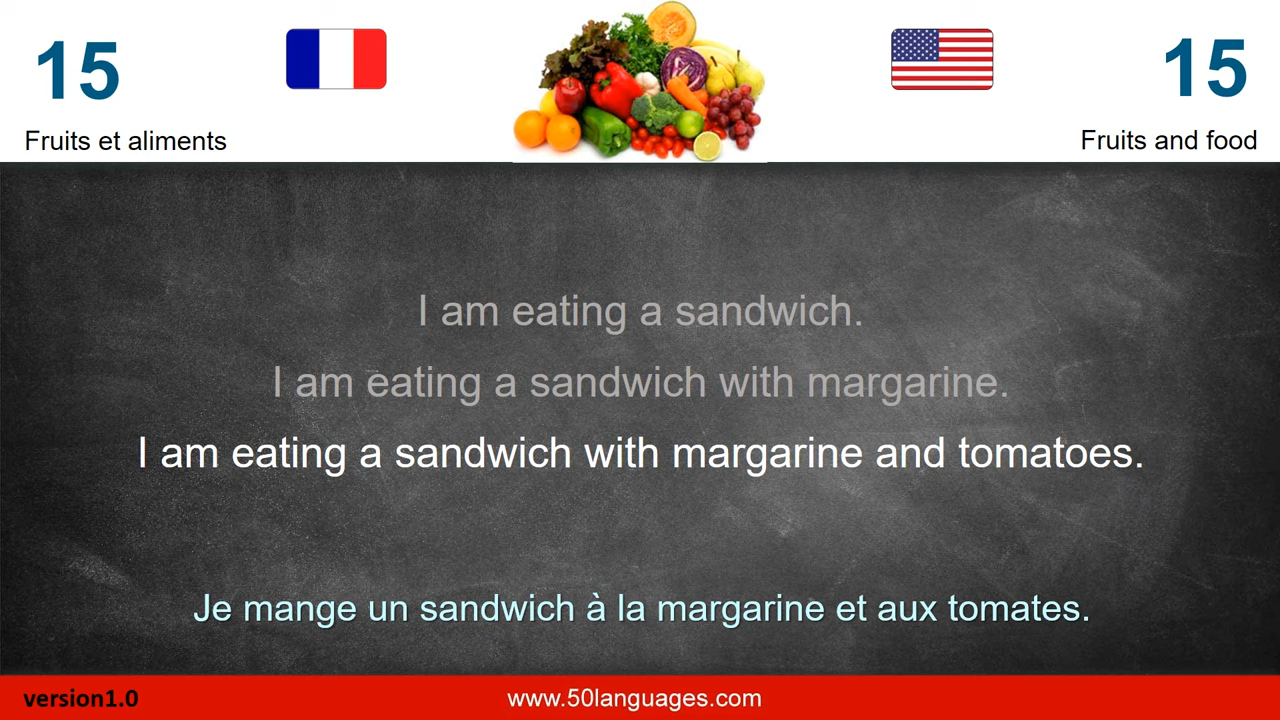 15
15
Fruits et aliments
Fruits and food
I am eating a sandwich.
I am eating a sandwich with margarine.
I am eating a sandwich with margarine and tomatoes.
Je mange un sandwich à la margarine et aux tomates.
version1.0
www.50languages.com